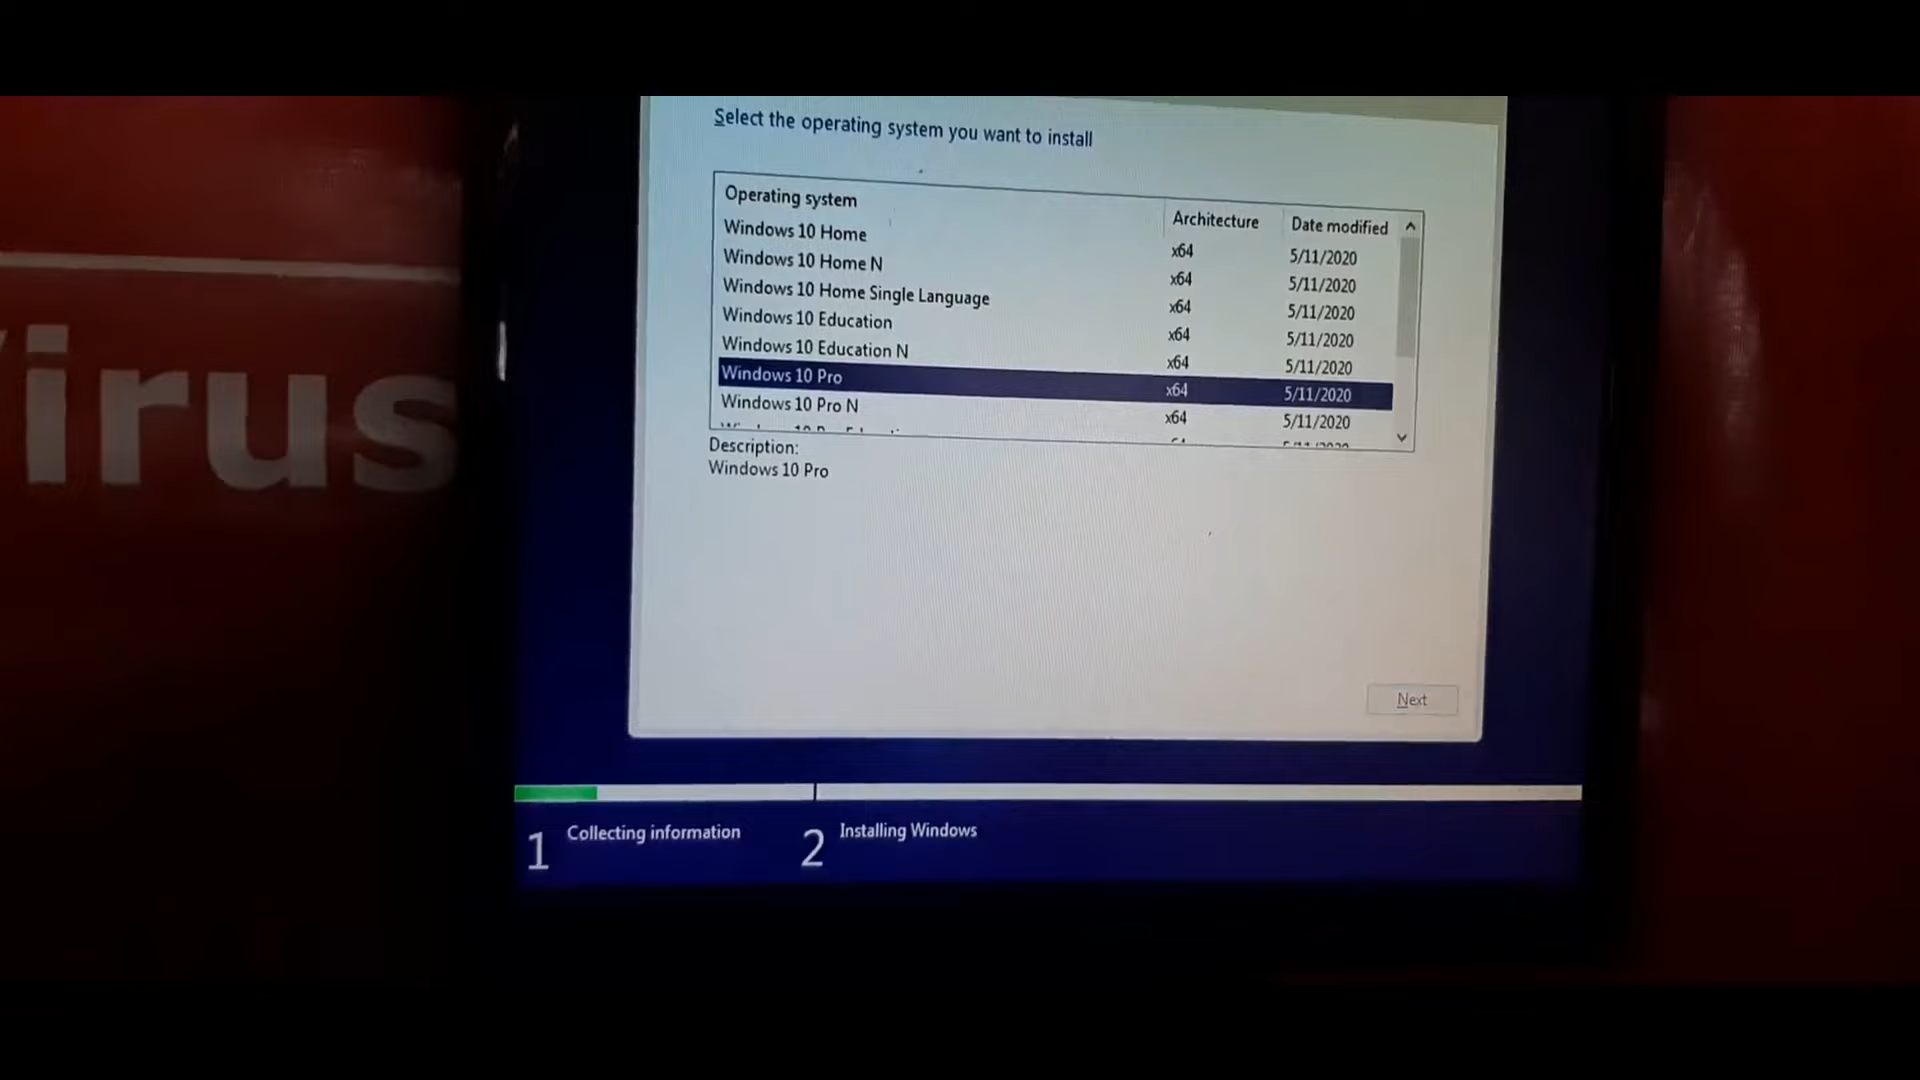 Select the operating system you want to install
Operating system Architecture Date modified
Windows 10 Home x64 5/11/2020
Windows 10 Home N x64 5/11/2020
Windows 10 Home Single Language x64 5/11/2020
Windows 10 Education x64 5/11/2020
Windows 10 Education N x64 5/11/2020
Windows 10 Pro x64 5/11/2020
Windows 10 Pro N x64 5/11/2020
Description:
Windows 10 Pro
Next
1 Collecting information
2 Installing Windows
irus